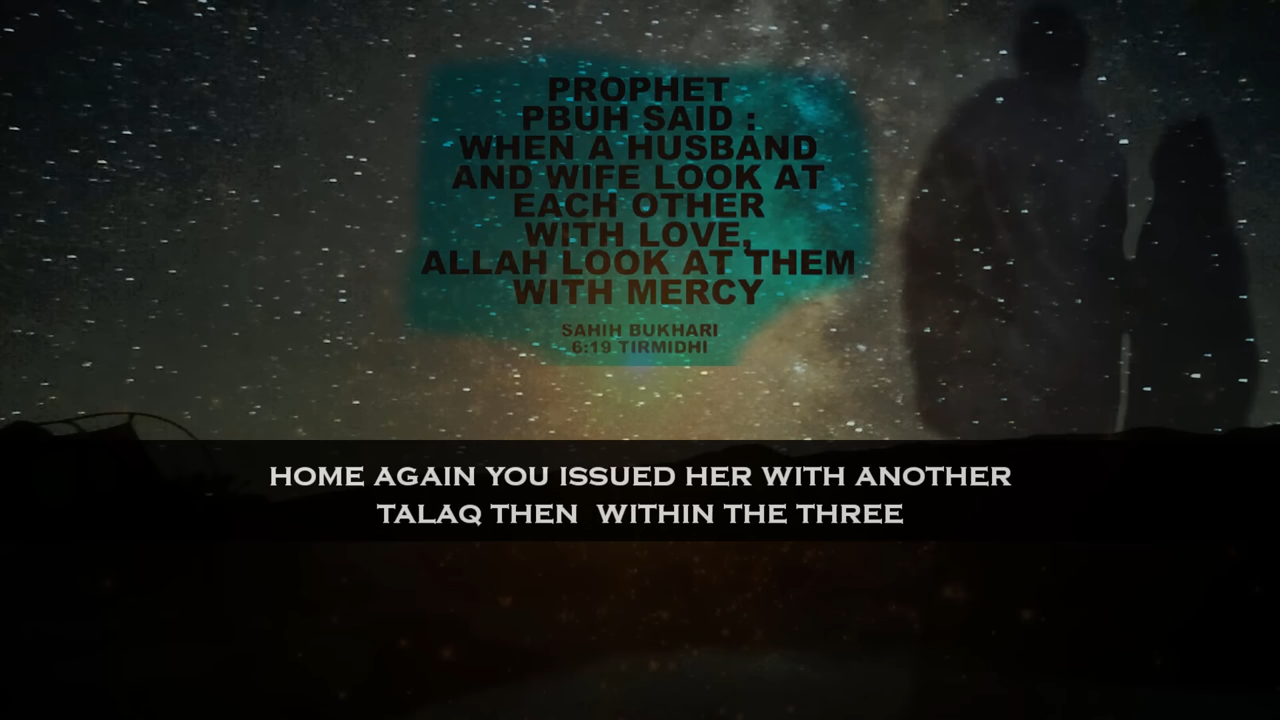 PROPHET
PBUH SAID :
WHEN A HUSBAND
AND WIFE LOOK AT
EACH OTHER
WITH LOVE,
ALLAH LOOK AT THEM
WITH MERCY
SAHIH BUKHARI
6:19 TIRMIDHI
HOME AGAIN YOU ISSUED HER WITH ANOTHER
TALAQ THEN WITHIN THE THREE